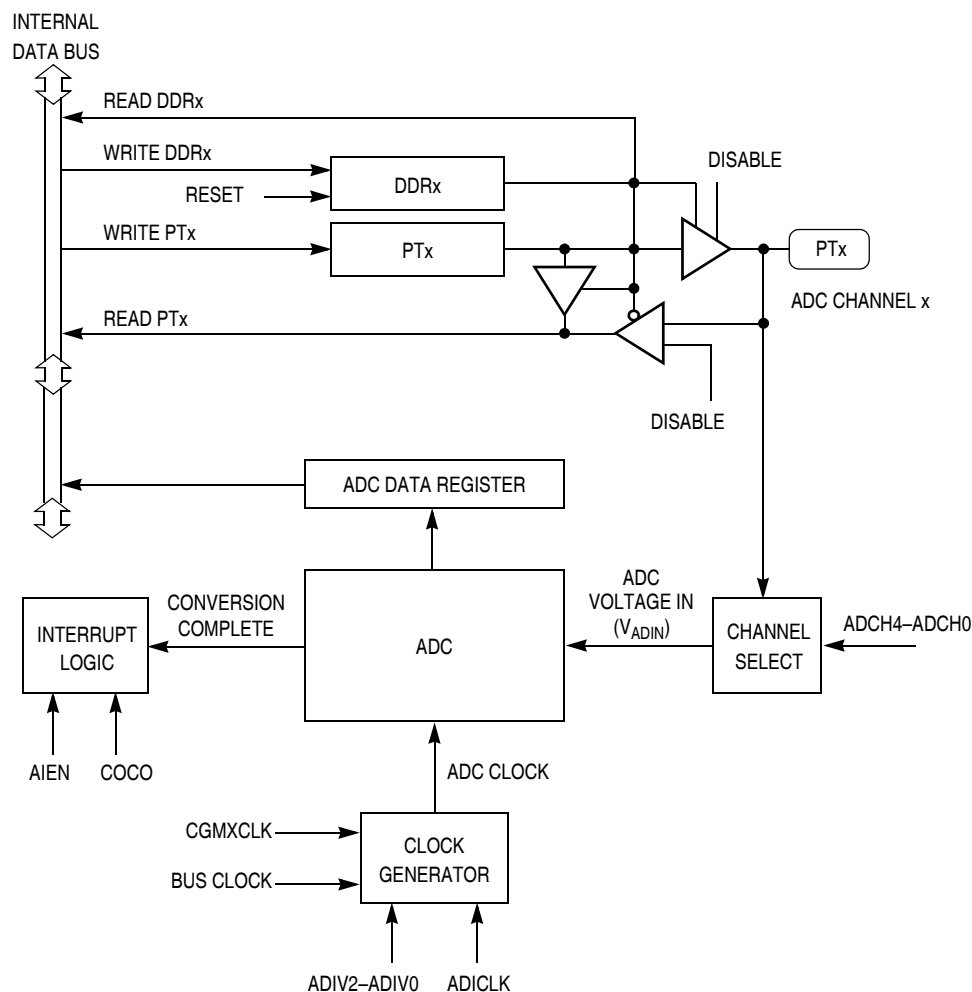 INTERNAL
DATA BUS
READ DDRx
WRITE DDRx
RESET
DDRx
DISABLE
WRITE PTx
PTx
PTx
ADC CHANNEL x
READ PTx
DISABLE
ADC DATA REGISTER
INTERRUPT
LOGIC
CONVERSION
COMPLETE
ADC
ADC
VOLTAGE IN
(VADIN)
CHANNEL
SELECT
ADCH4–ADCH0
AIEN
COCO
ADC CLOCK
CGMXCLK
BUS CLOCK
CLOCK
GENERATOR
ADIV2–ADIV0
ADICLK